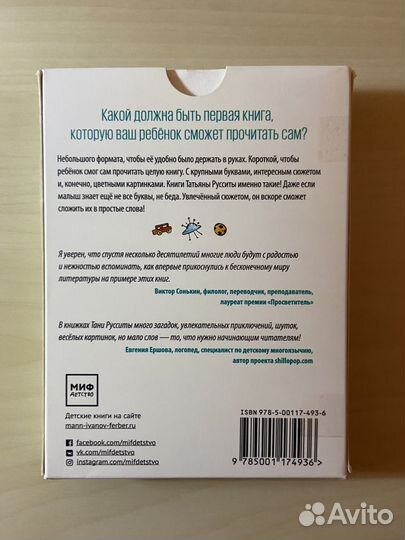 Какой должна быть первая книга,
которую ваш ребёнок сможет прочитать сам?
Небольшого формата, чтобы её удобно было держать в руках. Короткой, чтобы
ребёнок смог сам прочитать целую книгу. С крупными буквами, интересным сюжетом
и, конечно, цветными картинками. Книги Татьяны Русситы именно такие! Даже если
малыш знает ещё не все буквы, не беда. Увлечённый сюжетом, он вскоре сможет
сложить их в простые слова!
Я уверен, что спустя несколько десятилетий многие люди будут с радостью
и нежностью вспоминать, как впервые прикоснулись к бесконечному миру
литературы на примере этих книг.
Виктор Сонькин, филолог, переводчик, преподаватель,
лауреат премии «Просветитель»
В книжках Тани Русситы много загадок, увлекательных приключений, шуток,
весёлых картинок, но мало слов — то, что нужно начинающим читателям!
Евгения Ершова, логопед, специалист по детскому многоязычию,
автор проекта shillopop.com
МИФ
Детство
Детские книги на сайте
mann-ivanov-ferber.ru
facebook.com/mifdetstvo
vk.com/mifdetstvo
instagram.com/mifdetstvo
ISBN 978-5-00117-493-6
9 785001 174936 >
Avito